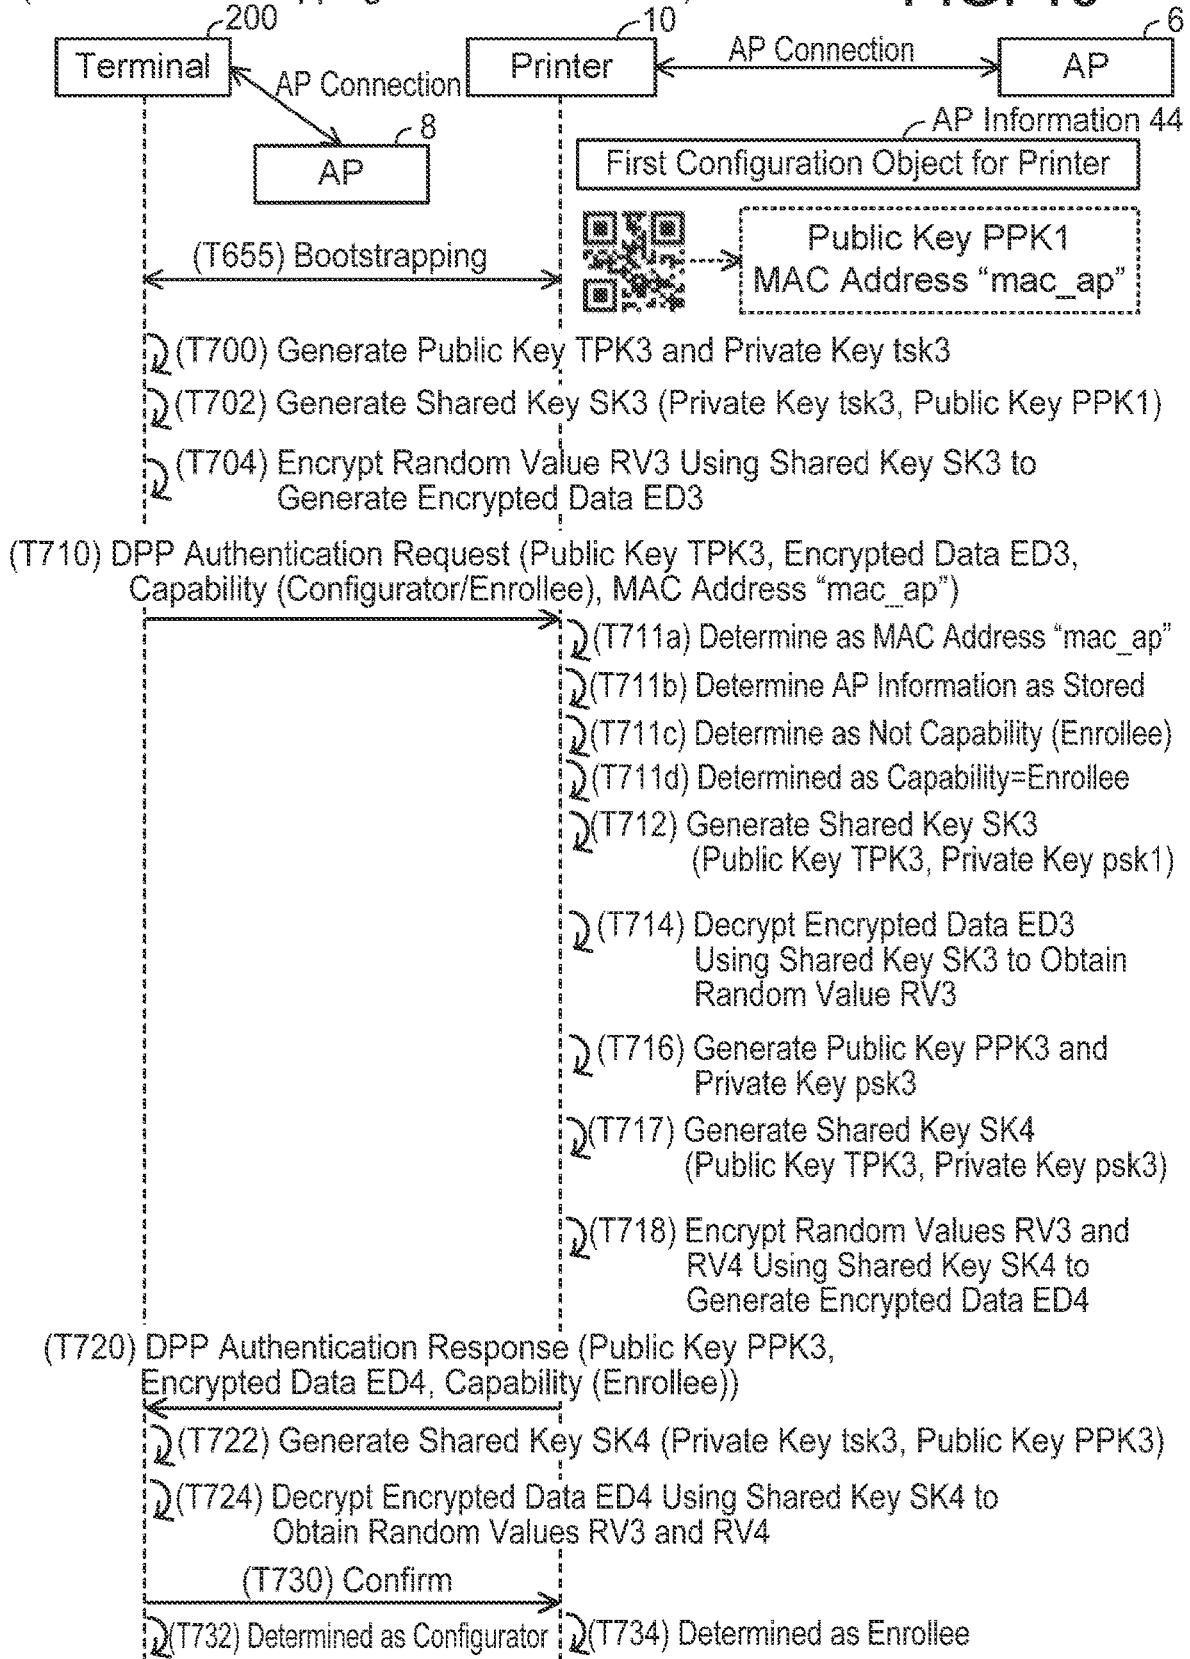 200
10
6
Terminal
Printer
AP Connection
AP
AP Connection
8
AP
AP Information 44
First Configuration Object for Printer
(T655) Bootstrapping
Public Key PPK1
MAC Address "mac_ap"
(T700) Generate Public Key TPK3 and Private Key tsk3
(T702) Generate Shared Key SK3 (Private Key tsk3, Public Key PPK1)
(T704) Encrypt Random Value RV3 Using Shared Key SK3 to
Generate Encrypted Data ED3
(T710) DPP Authentication Request (Public Key TPK3, Encrypted Data ED3,
Capability (Configurator/Enrollee), MAC Address "mac_ap")
(T711a) Determine as MAC Address "mac_ap"
(T711b) Determine AP Information as Stored
(T711c) Determine as Not Capability (Enrollee)
(T711d) Determined as Capability=Enrollee
(T712) Generate Shared Key SK3
(Public Key TPK3, Private Key psk1)
(T714) Decrypt Encrypted Data ED3
Using Shared Key SK3 to Obtain
Random Value RV3
(T716) Generate Public Key PPK3 and
Private Key psk3
(T717) Generate Shared Key SK4
(Public Key TPK3, Private Key psk3)
(T718) Encrypt Random Values RV3 and
RV4 Using Shared Key SK4 to
Generate Encrypted Data ED4
(T720) DPP Authentication Response (Public Key PPK3,
Encrypted Data ED4, Capability (Enrollee))
(T722) Generate Shared Key SK4 (Private Key tsk3, Public Key PPK3)
(T724) Decrypt Encrypted Data ED4 Using Shared Key SK4 to
Obtain Random Values RV3 and RV4
(T730) Confirm
(T732) Determined as Configurator
(T734) Determined as Enrollee